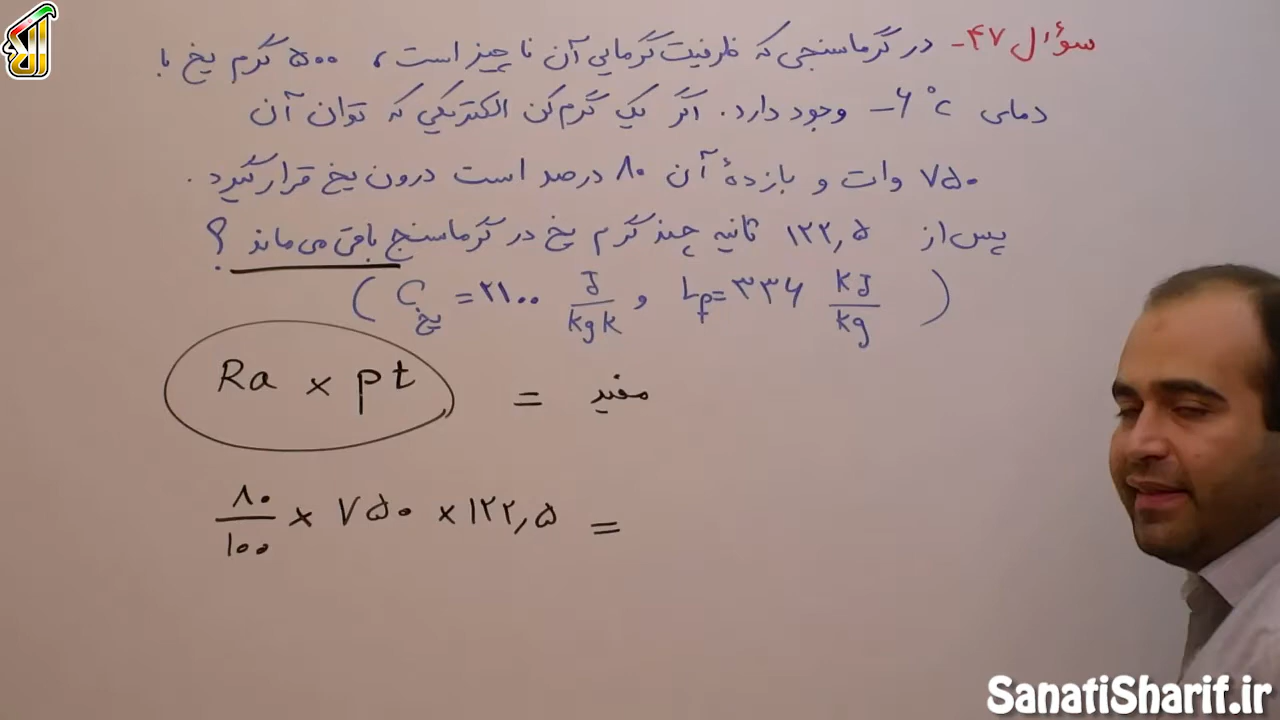 سؤال ۴۷- در گرماسنجی که ظرفیت گرمایی آن ناچیز است، ۵۰۰ گرم یخ با
دمای ‎-۶°C وجود دارد. اگر یک گرم‌کن الکتریکی که توان آن
۷۵۰ وات و بازدهٔ آن ۸۰ درصد است درون یخ قرار گیرد.
پس از ۱۲۲٫۵ ثانیه چند گرم یخ در گرماسنج باقی می‌ماند؟
(C یخ = ۲۱۰۰ J/kgK و LF = ۳۳۶ kJ/kg)
Ra × pt = مفید
۸۰/۱۰۰ × ۷۵۰ × ۱۲۲٫۵ =
SanatiSharif.ir